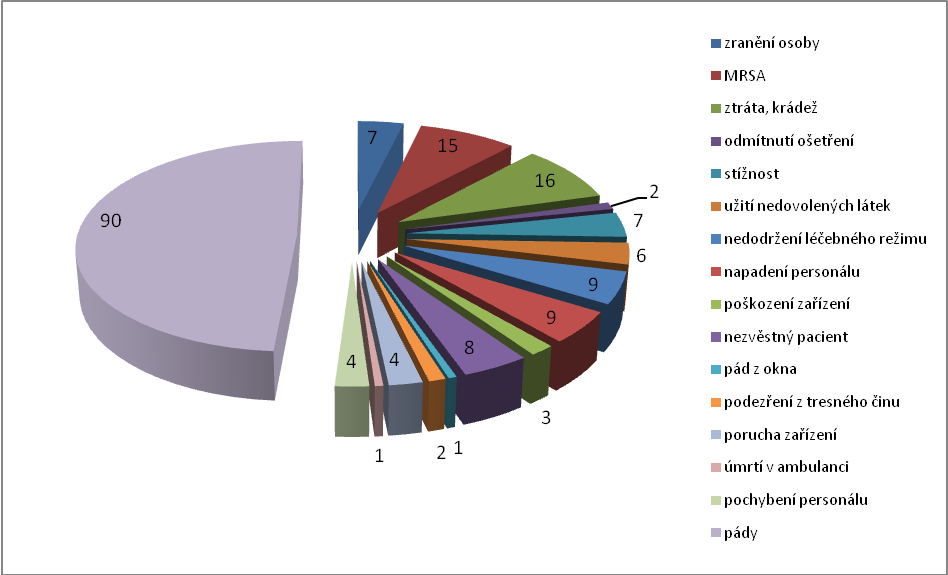 zranění osoby
MRSA
ztráta, krádež
odmítnutí ošetření
stížnost
užití nedovolených látek
nedodržení léčebného režimu
napadení personálu
poškození zařízení
nezvěstný pacient
pád z okna
podezření z tresného činu
porucha zařízení
úmrtí v ambulanci
pochybení personálu
pády
7
15
16
2
7
6
9
9
3
8
1
2
4
1
4
90